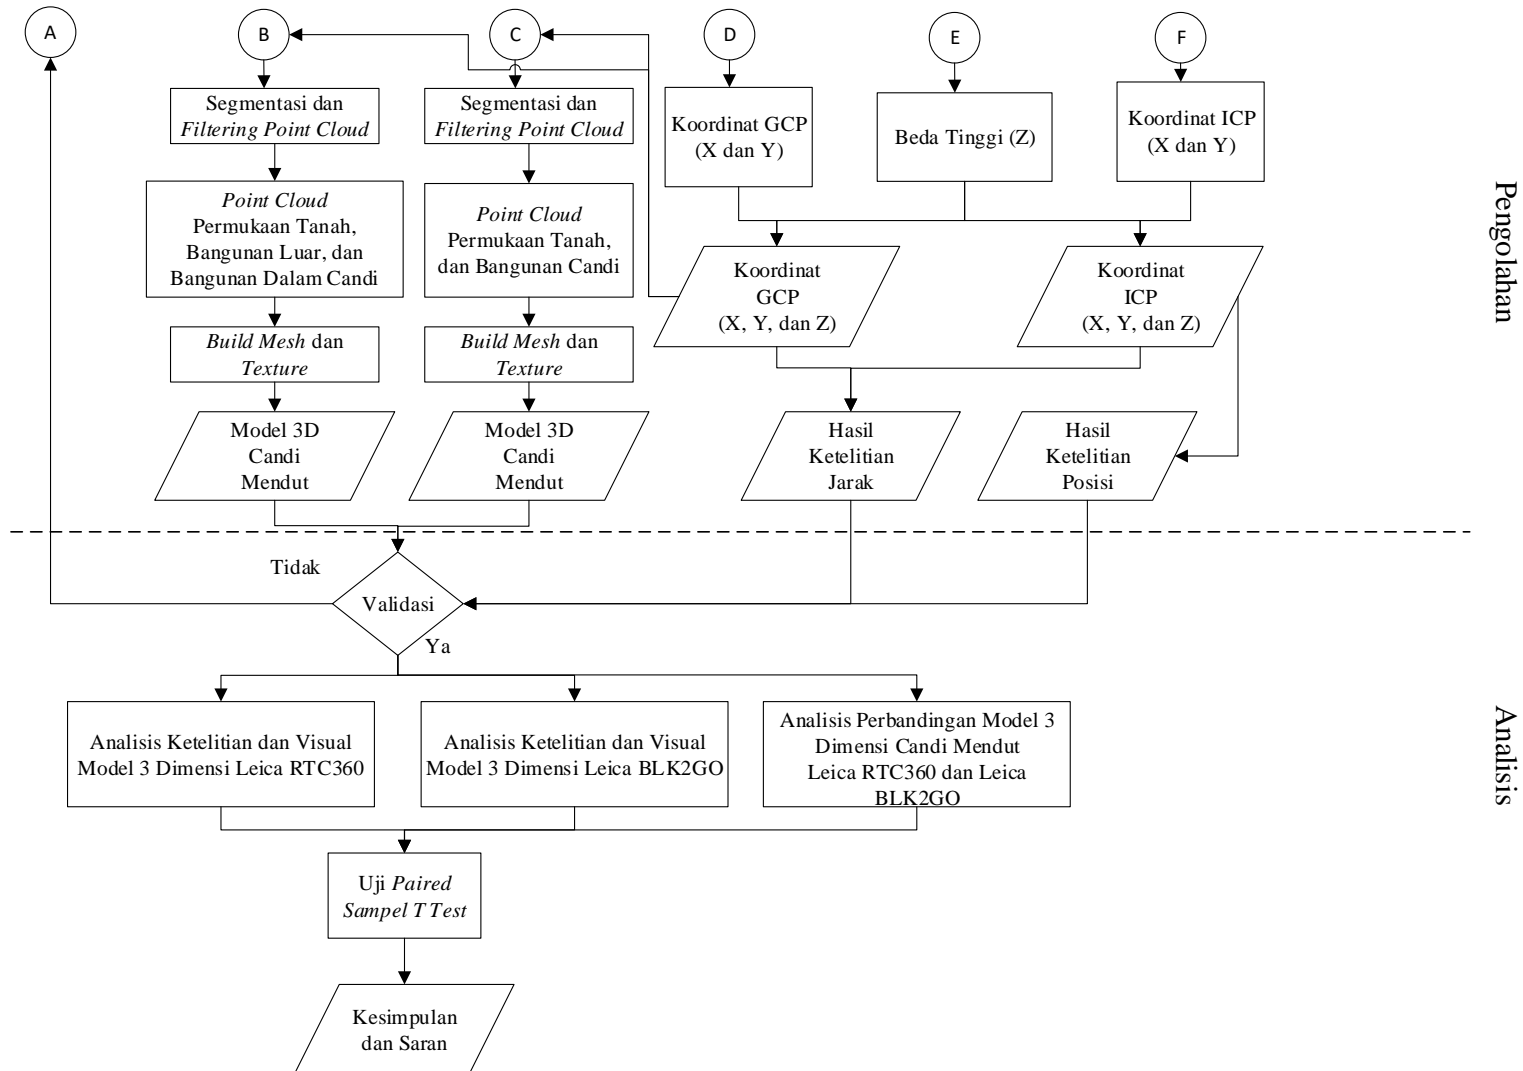 A
B
C
D
E
F
Segmentasi dan
Filtering Point Cloud
Segmentasi dan
Filtering Point Cloud
Koordinat GCP
(X dan Y)
Beda Tinggi (Z)
Koordinat ICP
(X dan Y)
Point Cloud
Permukaan Tanah,
Bangunan Luar, dan
Bangunan Dalam Candi
Point Cloud
Permukaan Tanah,
dan Bangunan Candi
Koordinat
GCP
(X, Y, dan Z)
Koordinat
ICP
(X, Y, dan Z)
Build Mesh dan
Texture
Build Mesh dan
Texture
Model 3D
Candi
Mendut
Model 3D
Candi
Mendut
Hasil
Ketelitian
Jarak
Hasil
Ketelitian
Posisi
Pengolahan
Tidak
Validasi
Ya
Analisis Ketelitian dan Visual
Model 3 Dimensi Leica RTC360
Analisis Ketelitian dan Visual
Model 3 Dimensi Leica BLK2GO
Analisis Perbandingan Model 3
Dimensi Candi Mendut
Leica RTC360 dan Leica
BLK2GO
Analisis
Uji Paired
Sampel T Test
Kesimpulan
dan Saran